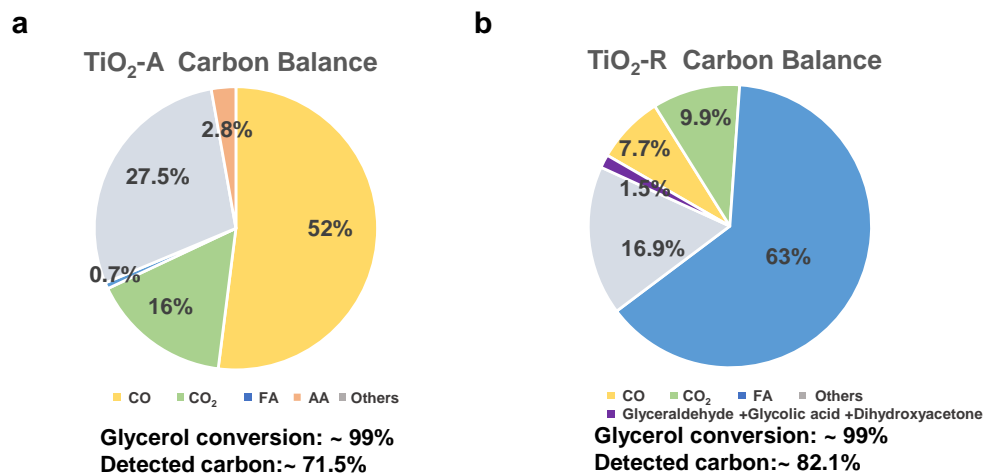 a
TiO₂-A Carbon Balance
2.8%
27.5%
52%
0.7%
16%
CO CO₂ FA AA Others
Glycerol conversion: ~ 99%
Detected carbon:~ 71.5%
b
TiO₂-R Carbon Balance
9.9%
7.7%
1.5%
16.9%
63%
CO CO₂ FA Others
Glyceraldehyde +Glycolic acid +Dihydroxyacetone
Glycerol conversion: ~ 99%
Detected carbon:~ 82.1%